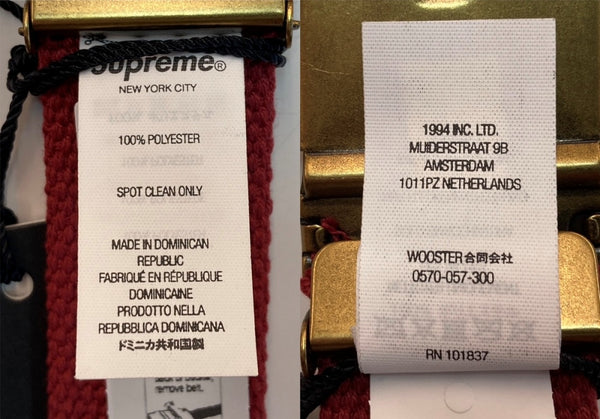 Supreme®
NEW YORK CITY
100% POLYESTER
SPOT CLEAN ONLY
MADE IN DOMINICAN
REPUBLIC
FABRIQUÉ EN RÉPUBLIQUE
DOMINICAINE
PRODOTTO NELLA
REPUBBLICA DOMINICANA
ドミニカ共和国製
remove belt.
1994 INC. LTD.
MUIDERSTRAAT 9B
AMSTERDAM
1011PZ NETHERLANDS
WOOSTER合同会社
0570-057-300
RN 101837